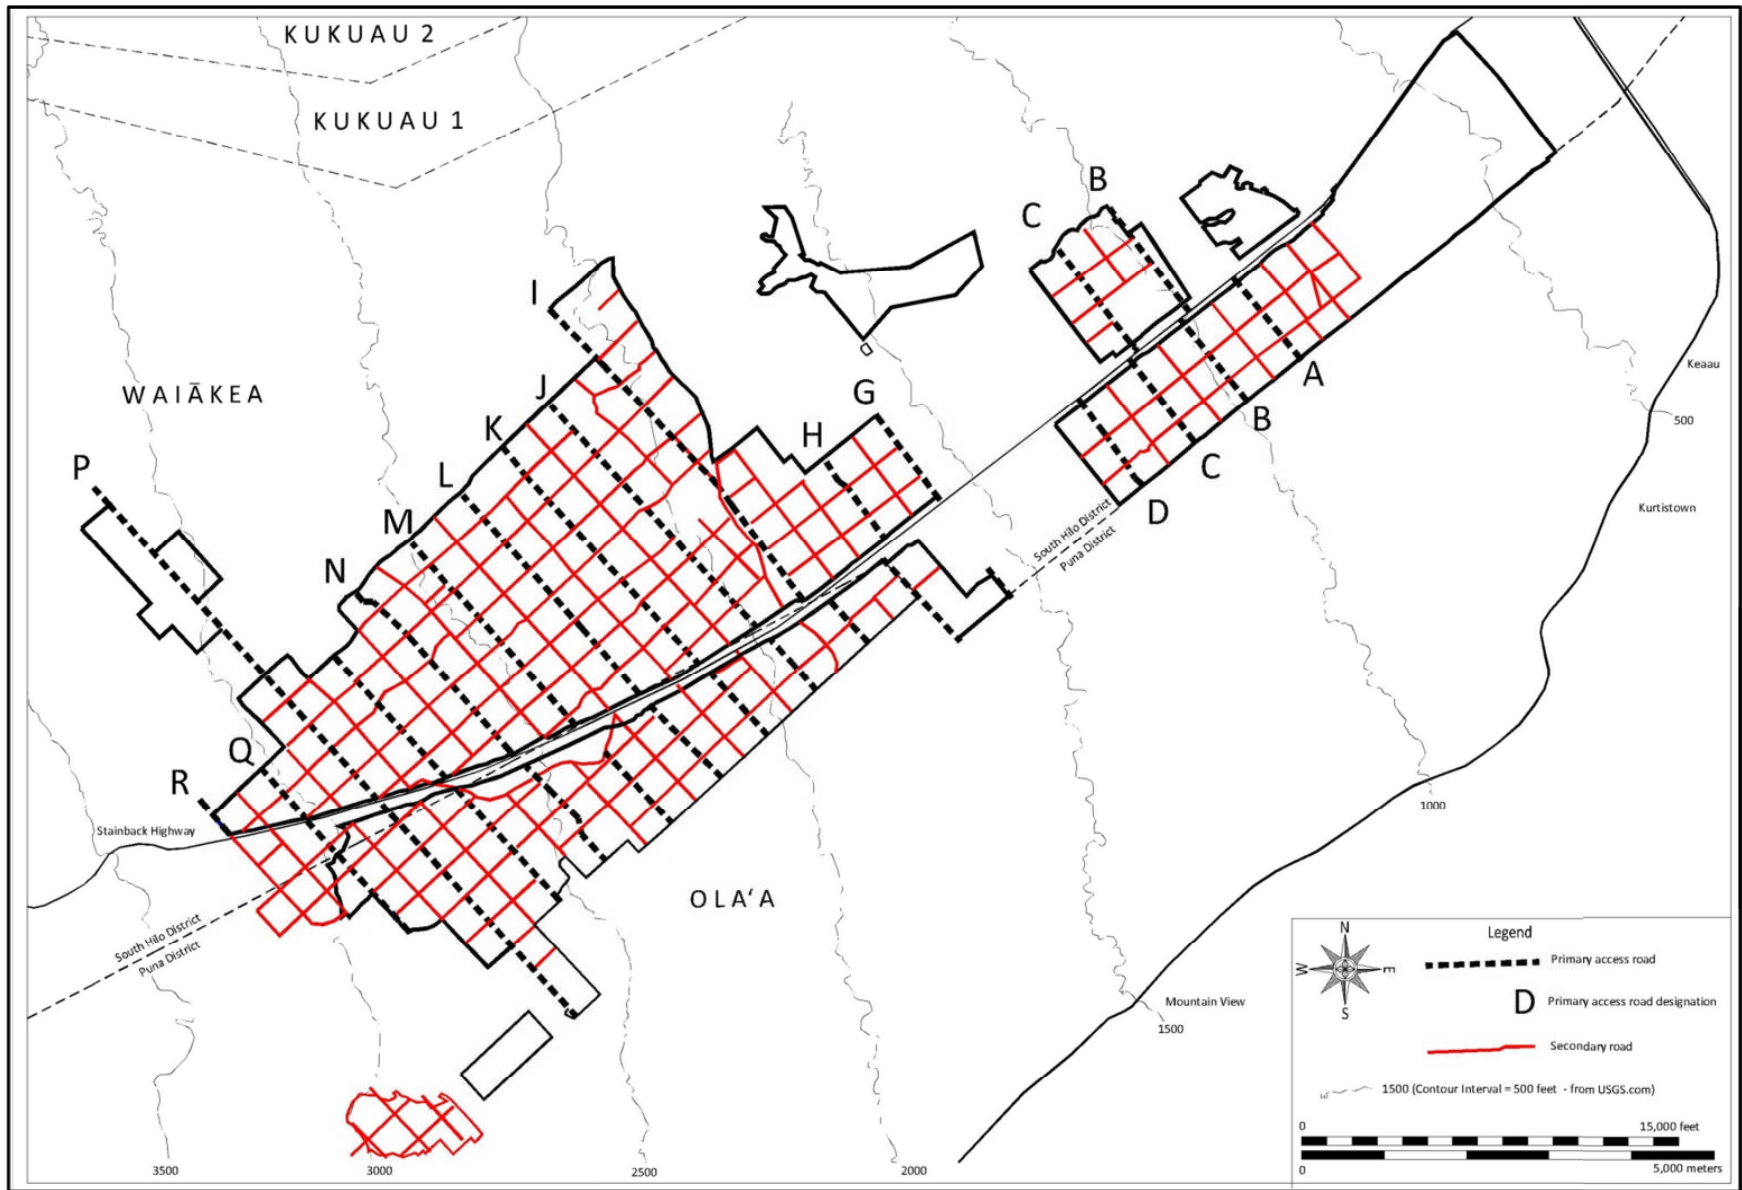 KUKUAU 2
KUKUAU 1
B
C
I
J
G
H
K
WAIĀKEA
L
P
M
N
A
B
C
D
Keaau
500
Kurtistown
South Hilo District
Puna District
Q
R
Stainback Highway
1000
OLAʻA
South Hilo District
Puna District
Mountain View
1500
3500
3000
2500
2000
Legend
N
W
E
S
Primary access road
D Primary access road designation
Secondary road
1500 (Contour Interval = 500 feet - from USGS.com)
0 15,000 feet
0 5,000 meters